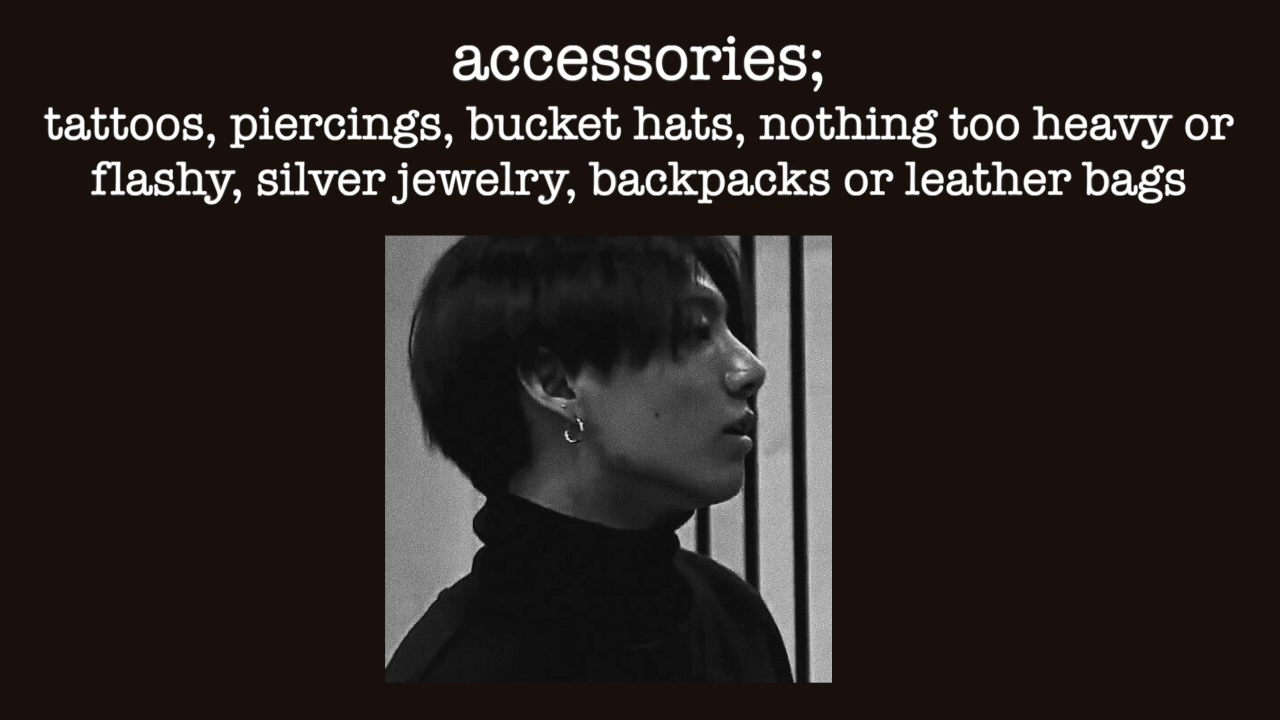 accessories;
tattoos, piercings, bucket hats, nothing too heavy or
flashy, silver jewelry, backpacks or leather bags